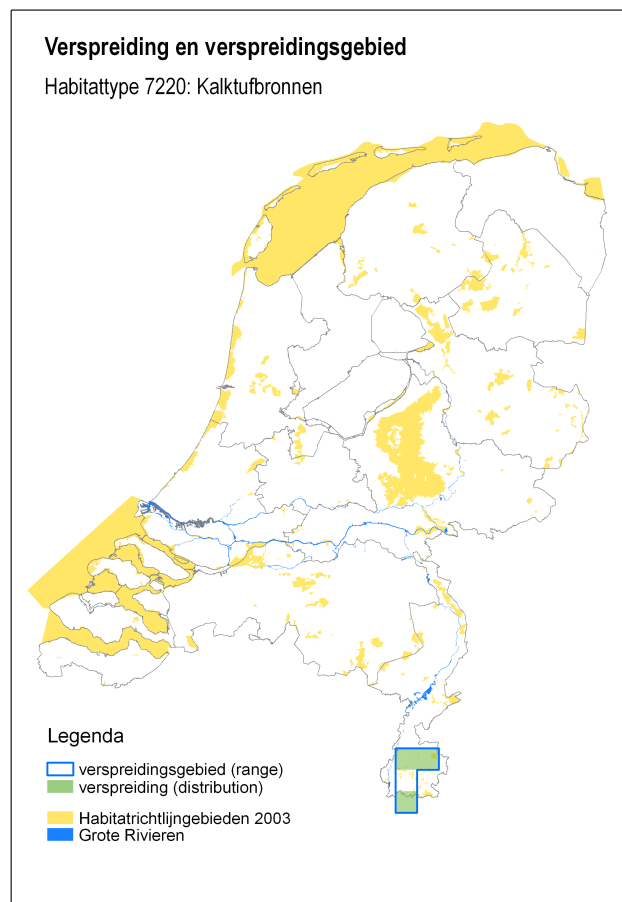 Verspreiding en verspreidingsgebied
Habitattype 7220: Kalktufbronnen
Legenda
verspreidingsgebied (range)
verspreiding (distribution)
Habitatrichtlijngebieden 2003
Grote Rivieren